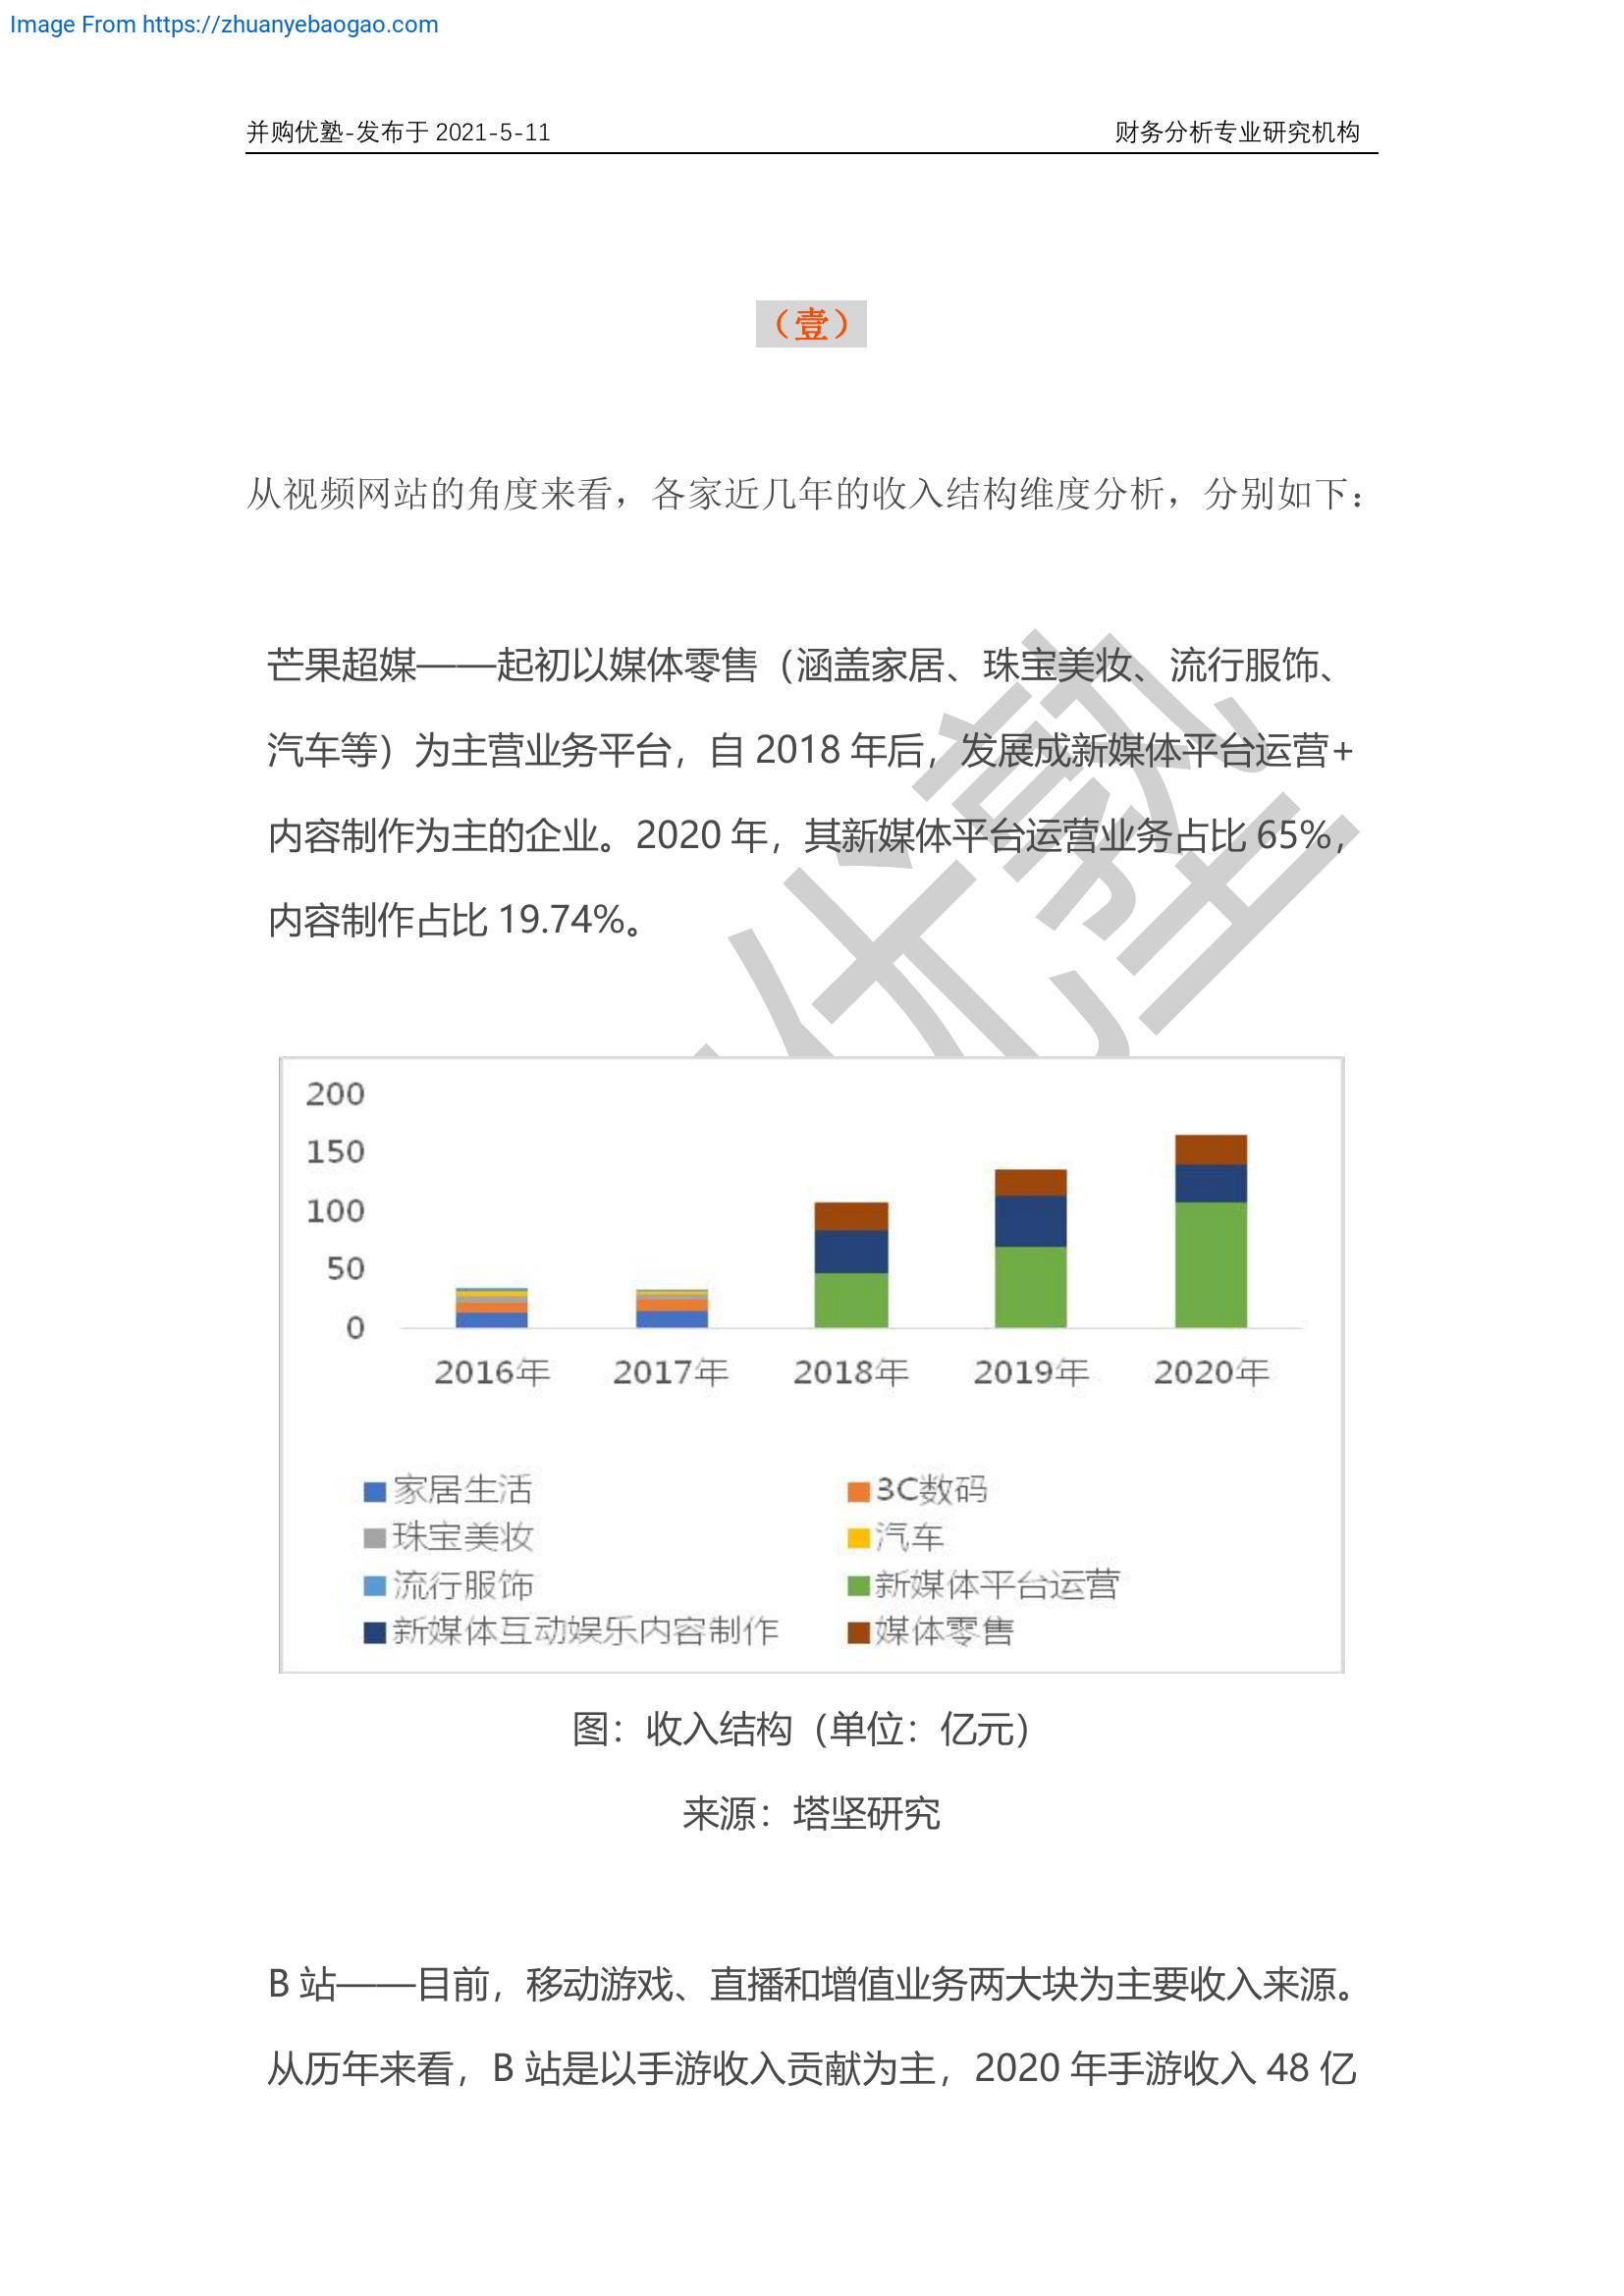 Image From https://zhuanyebaogao.com
并购优塾-发布于 2021-5-11 财务分析专业研究机构
（壹）
从视频网站的角度来看，各家近几年的收入结构维度分析，分别如下：
芒果超媒——起初以媒体零售（涵盖家居、珠宝美妆、流行服饰、
汽车等）为主营业务平台，自 2018 年后，发展成新媒体平台运营+
内容制作为主的企业。2020 年，其新媒体平台运营业务占比 65%，
内容制作占比 19.74%。
优塾
200
150
100
50
0
2016年 2017年 2018年 2019年 2020年
家居生活 3C数码
珠宝美妆 汽车
流行服饰 新媒体平台运营
新媒体互动娱乐内容制作 媒体零售
图：收入结构（单位：亿元）
来源：塔坚研究
B 站——目前，移动游戏、直播和增值业务两大块为主要收入来源。
从历年来看，B 站是以手游收入贡献为主，2020 年手游收入 48 亿